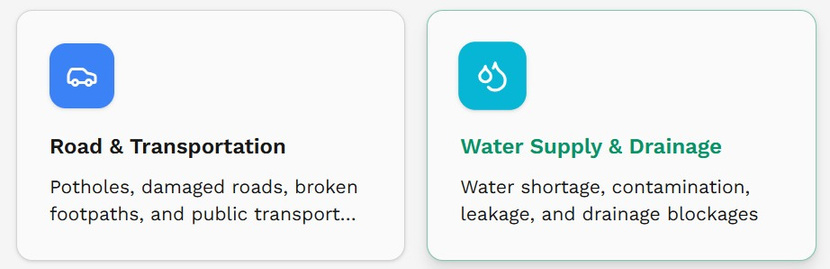 Road & Transportation
Potholes, damaged roads, broken
footpaths, and public transport...
Water Supply & Drainage
Water shortage, contamination,
leakage, and drainage blockages